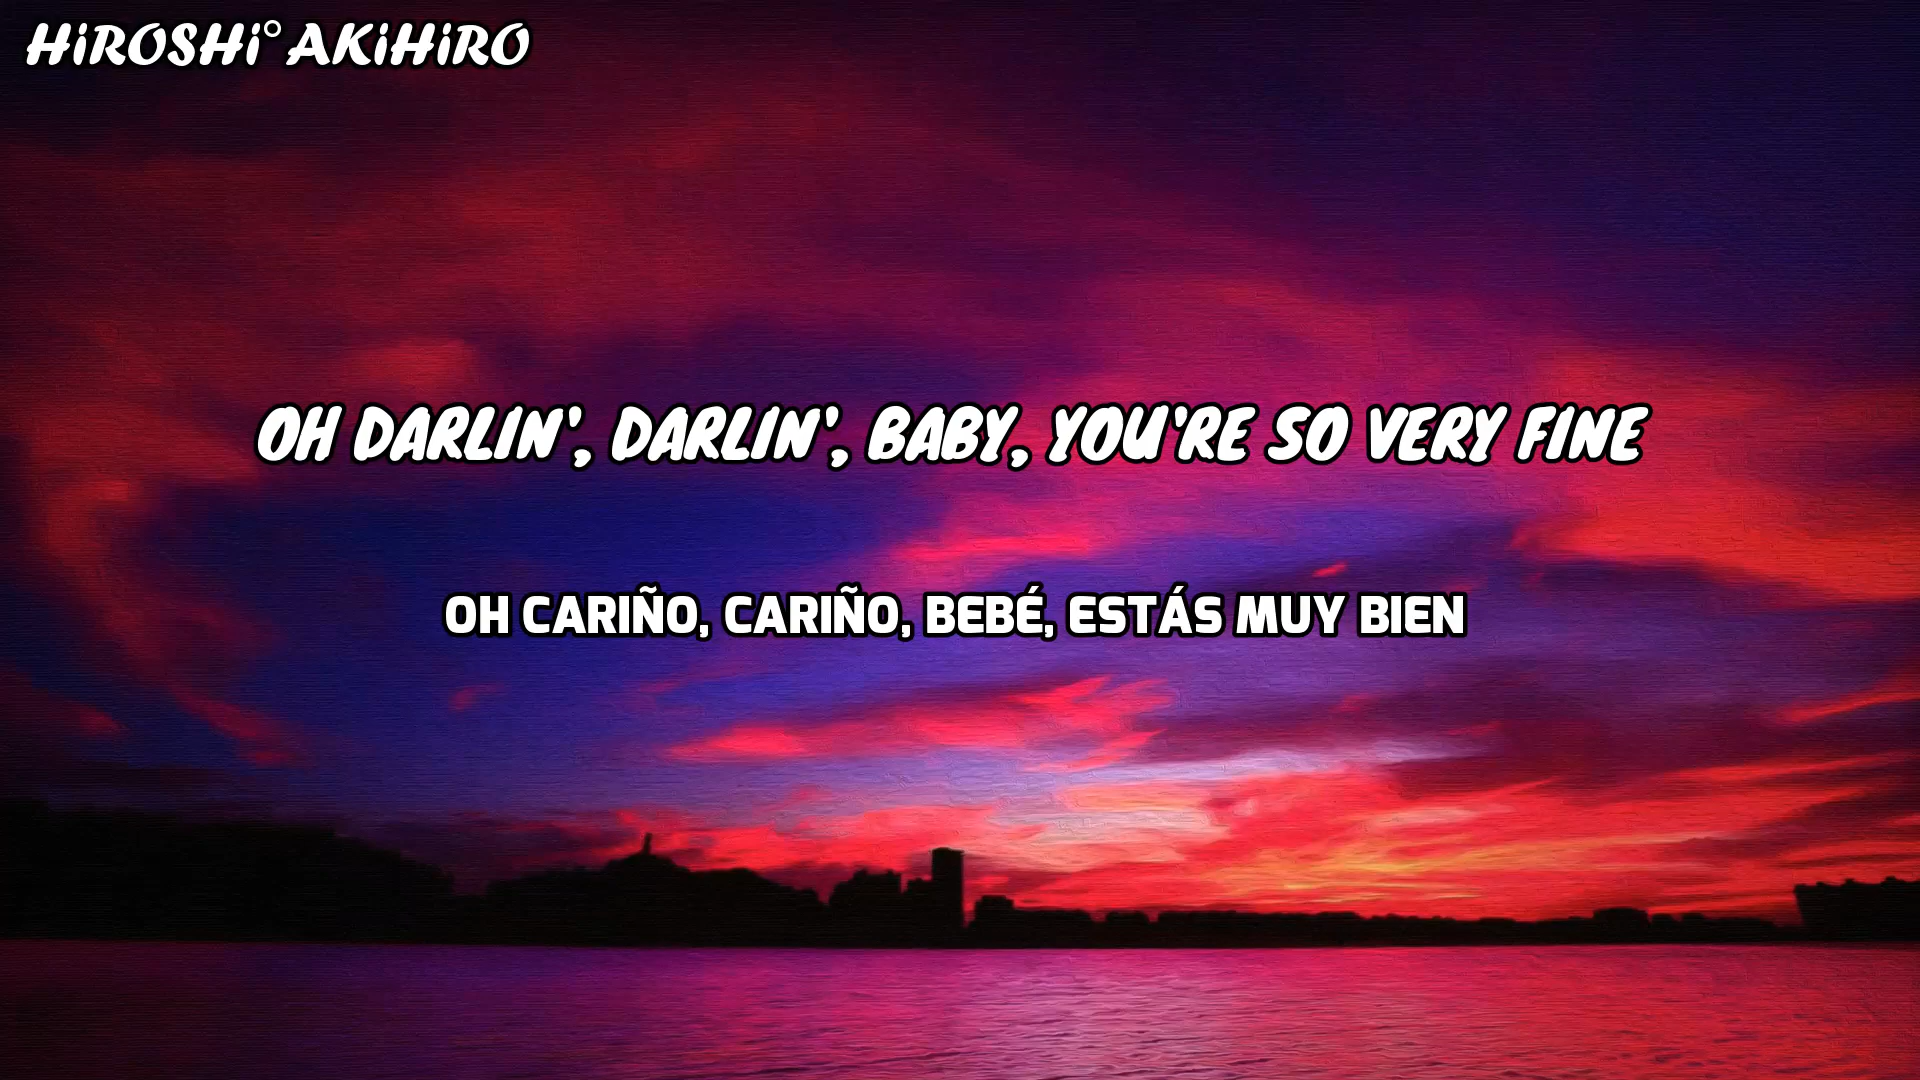 HiROSHi° AKiHiRO
OH DARLIN', DARLIN', BABY, YOU'RE SO VERY FINE
OH CARIÑO, CARIÑO, BEBÉ, ESTÁS MUY BIEN